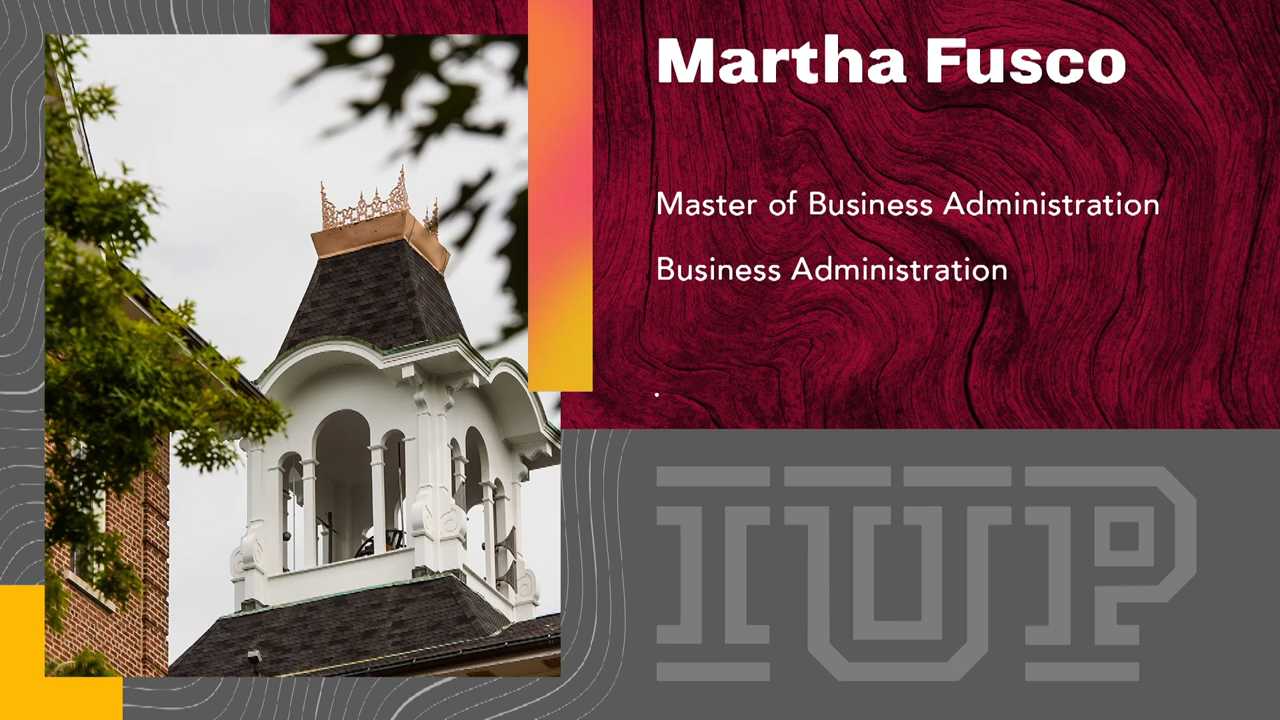 Martha Fusco
Master of Business Administration
Business Administration
.
IUP